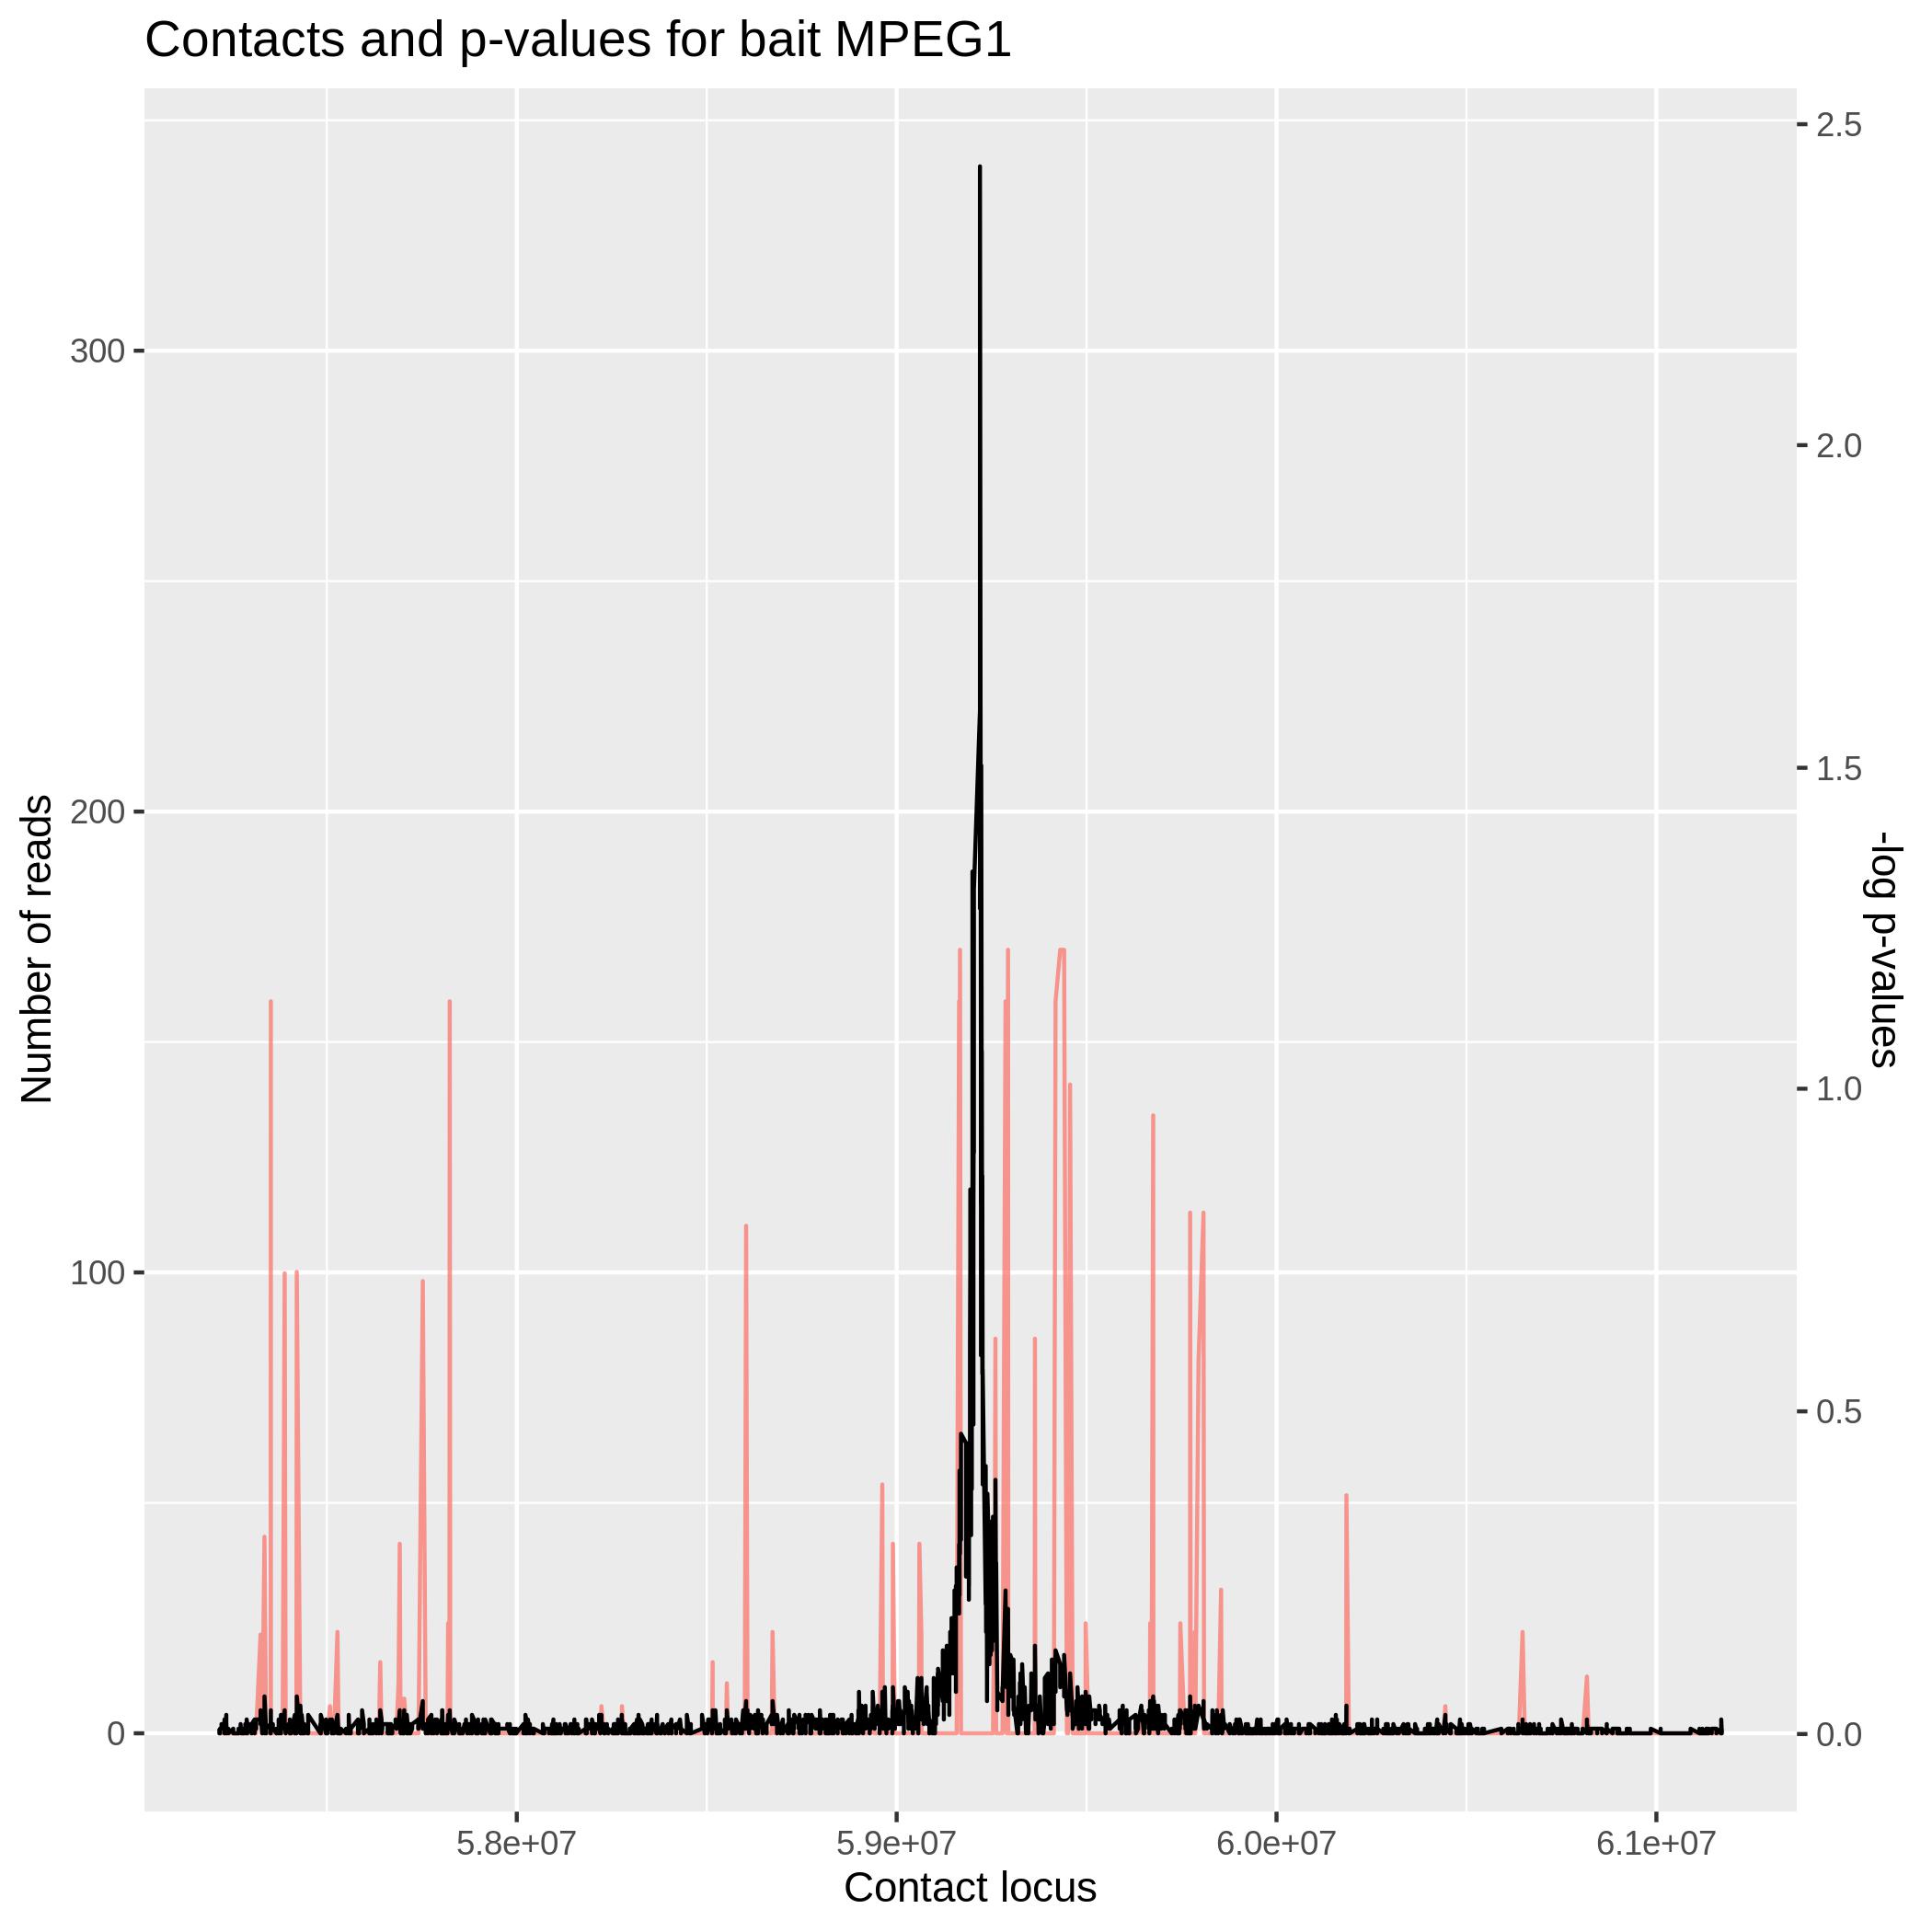 Contacts and p-values for bait MPEG1
Number of reads
300
200
100
0
2.5
2.0
1.5
1.0
0.5
0.0
-log p-values
5.8e+07 5.9e+07 6.0e+07 6.1e+07
Contact locus